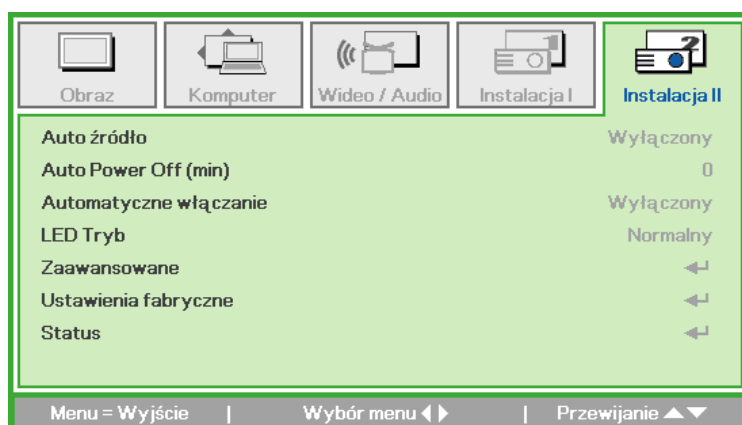 Obraz
Komputer
Wideo / Audio
Instalacja I
Instalacja II
Auto źródło Wyłączony
Auto Power Off (min) 0
Automatyczne włączanie Wyłączony
LED Tryb Normalny
Zaawansowane
Ustawienia fabryczne
Status
Menu = Wyjście | Wybór menu | Przewijanie